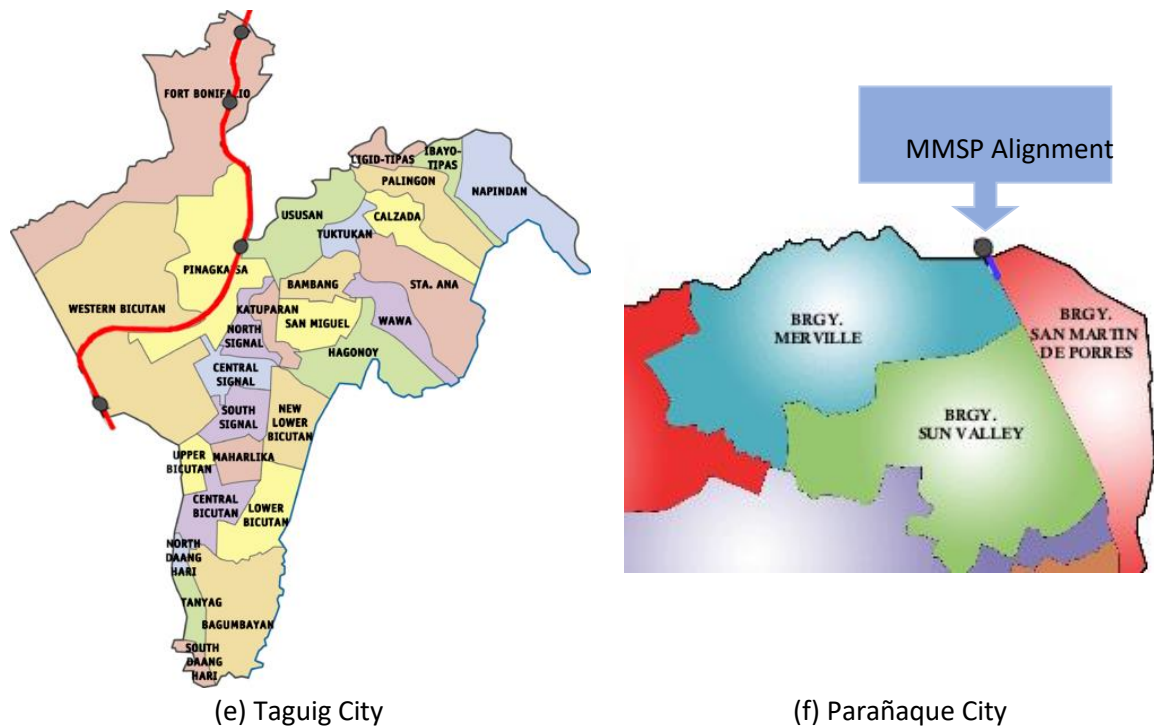 FORT BONIFACIO
LIGID-TIPAS
IBAYO-
TIPAS
PALINGON
NAPINDAN
CALZADA
USUSAN
TUKTUKAN
PINAGKAISA
BAMBANG
STA. ANA
WESTERN BICUTAN
KATUPARAN
SAN MIGUEL
WAWA
NORTH
SIGNAL
HAGONOY
CENTRAL
SIGNAL
SOUTH
SIGNAL
NEW
LOWER
BICUTAN
UPPER
BICUTAN
MAHARLIKA
CENTRAL
BICUTAN
LOWER
BICUTAN
NORTH
DAANG
HARI
TANYAG
BAGUMBAYAN
SOUTH
DAANG
HARI
(e) Taguig City
MMSP Alignment
BRGY.
MERVILLE
BRGY.
SAN MARTIN
DE PORRES
BRGY.
SUN VALLEY
(f) Parañaque City